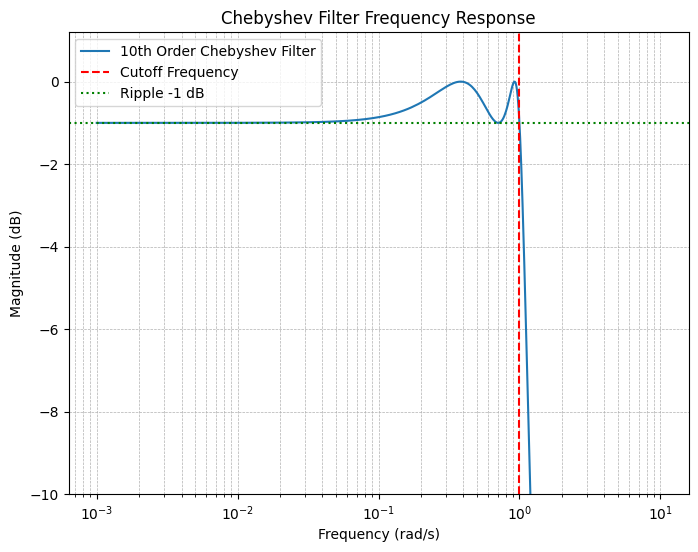 Chebyshev Filter Frequency Response
10th Order Chebyshev Filter
Cutoff Frequency
Ripple -1 dB
Magnitude (dB)
0
−2
−4
−6
−8
−10
10⁻³
10⁻²
10⁻¹
10⁰
10¹
Frequency (rad/s)